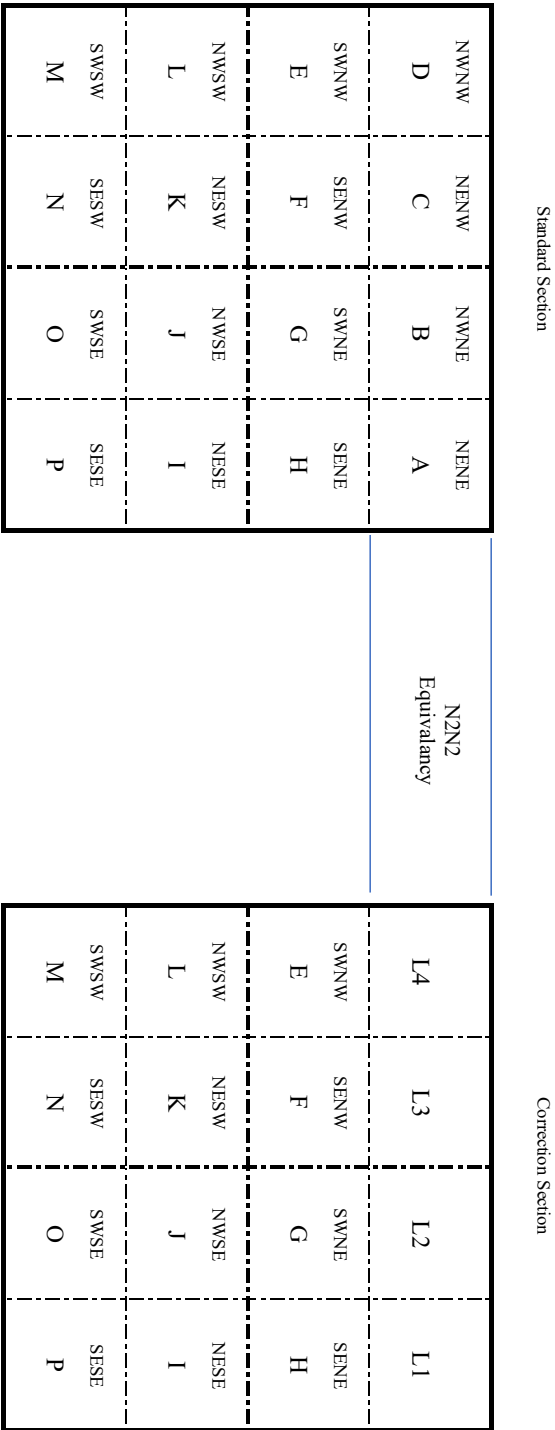 Standard Section
NWNW
D
NENW
C
NWNE
B
NENE
A
SWNW
E
SENW
F
SWNE
G
SENE
H
NWSW
L
NESW
K
NWSE
J
NESE
I
SWSW
M
SESW
N
SWSE
O
SESE
P
N2N2
Equivalancy
Correction Section
L4
L3
L2
L1
SWNW
E
SENW
F
SWNE
G
SENE
H
NWSW
L
NESW
K
NWSE
J
NESE
I
SWSW
M
SESW
N
SWSE
O
SESE
P